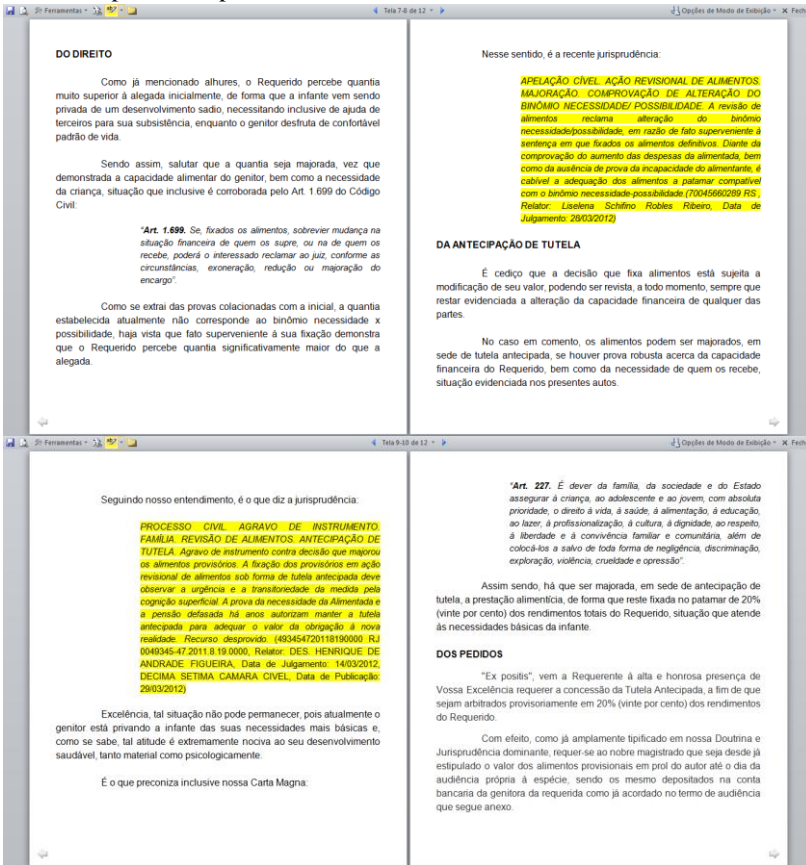 Ferramentas
Tela 7-8 de 12
Opções de Modo de Exibição
Fech
DO DIREITO
Como já mencionado alhures, o Requerido percebe quantia
muito superior à alegada inicialmente, de forma que a infante vem sendo
privada de um desenvolvimento sadio, necessitando inclusive de ajuda de
terceiros para sua subsistência, enquanto o genitor desfruta de confortável
padrão de vida.
Sendo assim, salutar que a quantia seja majorada, vez que
demonstrada a capacidade alimentar do genitor, bem como a necessidade
da criança, situação que inclusive é corroborada pelo Art. 1.699 do Código
Civil:
"Art. 1.699. Se, fixados os alimentos, sobrevier mudança na
situação financeira de quem os supre, ou na de quem os
recebe, poderá o interessado reclamar ao juiz, conforme as
circunstâncias, exoneração, redução ou majoração do
encargo".
Como se extrai das provas colacionadas com a inicial, a quantia
estabelecida atualmente não corresponde ao binômio necessidade x
possibilidade, haja vista que fato superveniente à sua fixação demonstra
que o Requerido percebe quantia significativamente maior do que a
alegada.
Nesse sentido, é a recente jurisprudência:
APELAÇÃO CÍVEL. AÇÃO REVISIONAL DE ALIMENTOS.
MAJORAÇÃO. COMPROVAÇÃO DE ALTERAÇÃO DO
BINÔMIO NECESSIDADE/ POSSIBILIDADE. A revisão de
alimentos reclama alteração do binômio
necessidade/possibilidade, em razão de fato superveniente à
sentença em que fixados os alimentos definitivos. Diante da
comprovação do aumento das despesas da alimentada, bem
como da ausência de prova da incapacidade do alimentante, é
cabível a adequação dos alimentos a patamar compatível
com o binômio necessidade-possibilidade.(70045660289 RS ,
Relator: Liselena Schifino Robles Ribeiro, Data de
Julgamento: 28/03/2012)
DA ANTECIPAÇÃO DE TUTELA
É cediço que a decisão que fixa alimentos está sujeita a
modificação de seu valor, podendo ser revista, a todo momento, sempre que
restar evidenciada a alteração da capacidade financeira de qualquer das
partes.
No caso em comento, os alimentos podem ser majorados, em
sede de tutela antecipada, se houver prova robusta acerca da capacidade
financeira do Requerido, bem como da necessidade de quem os recebe,
situação evidenciada nos presentes autos.
Ferramentas
Tela 9-10 de 12
Opções de Modo de Exibição
Fech
Seguindo nosso entendimento, é o que diz a jurisprudência:
PROCESSO CIVIL. AGRAVO DE INSTRUMENTO.
FAMÍLIA. REVISÃO DE ALIMENTOS. ANTECIPAÇÃO DE
TUTELA. Agravo de instrumento contra decisão que majorou
os alimentos provisórios. A fixação dos provisórios em ação
revisional de alimentos sob forma de tutela antecipada deve
observar a urgência e a transitoriedade da medida pela
cognição superficial. A prova da necessidade da Alimentada e
a pensão defasada há anos autorizam manter a tutela
antecipada para adequar o valor da obrigação à nova
realidade. Recurso desprovido. (493454720118190000 RJ
0049345-47.2011.8.19.0000, Relator: DES. HENRIQUE DE
ANDRADE FIGUEIRA, Data de Julgamento: 14/03/2012,
DECIMA SETIMA CAMARA CIVEL, Data de Publicação:
29/03/2012)
Excelência, tal situação não pode permanecer, pois atualmente o
genitor está privando a infante das suas necessidades mais básicas e,
como se sabe, tal atitude é extremamente nociva ao seu desenvolvimento
saudável, tanto material como psicologicamente.
É o que preconiza inclusive nossa Carta Magna:
"Art. 227. É dever da família, da sociedade e do Estado
assegurar à criança, ao adolescente e ao jovem, com absoluta
prioridade, o direito à vida, à saúde, à alimentação, à educação,
ao lazer, à profissionalização, à cultura, à dignidade, ao respeito,
à liberdade e à convivência familiar e comunitária, além de
colocá-los a salvo de toda forma de negligência, discriminação,
exploração, violência, crueldade e opressão".
Assim sendo, há que ser majorada, em sede de antecipação de
tutela, a prestação alimentícia, de forma que reste fixada no patamar de 20%
(vinte por cento) dos rendimentos totais do Requerido, situação que atende
às necessidades básicas da infante.
DOS PEDIDOS
"Ex positis", vem a Requerente à alta e honrosa presença de
Vossa Excelência requerer a concessão da Tutela Antecipada, a fim de que
sejam arbitrados provisoriamente em 20% (vinte por cento) dos rendimentos
do Requerido.
Com efeito, como já amplamente tipificado em nossa Doutrina e
Jurisprudência dominante, requer-se ao nobre magistrado que seja desde já
estipulado o valor dos alimentos provisionais em prol do autor até o dia da
audiência própria à espécie, sendo os mesmo depositados na conta
bancaria da genitora da requerida como já acordado no termo de audiência
que segue anexo.